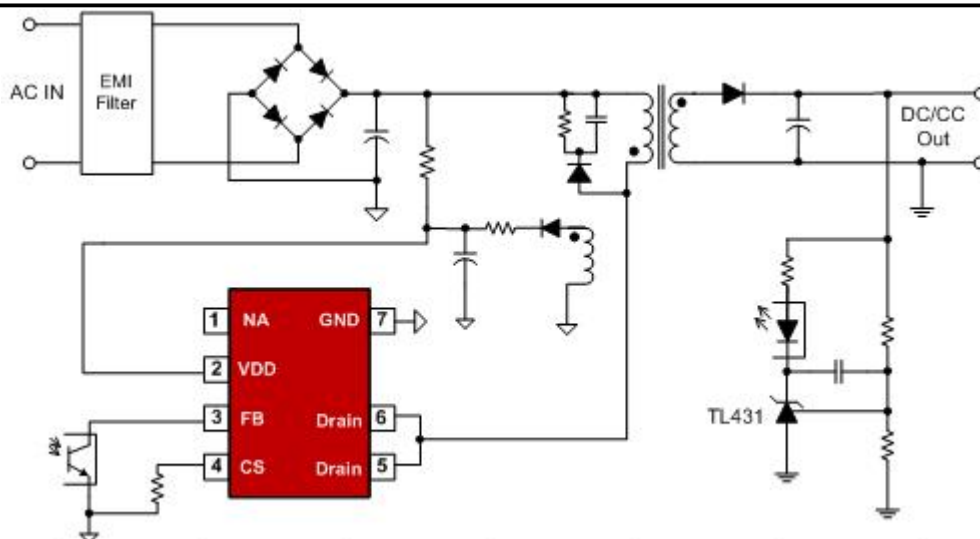 AC IN
EMI
Filter
DC/CC
Out
1 NA
GND 7
2 VDD
3 FB
Drain 6
4 CS
Drain 5
TL431